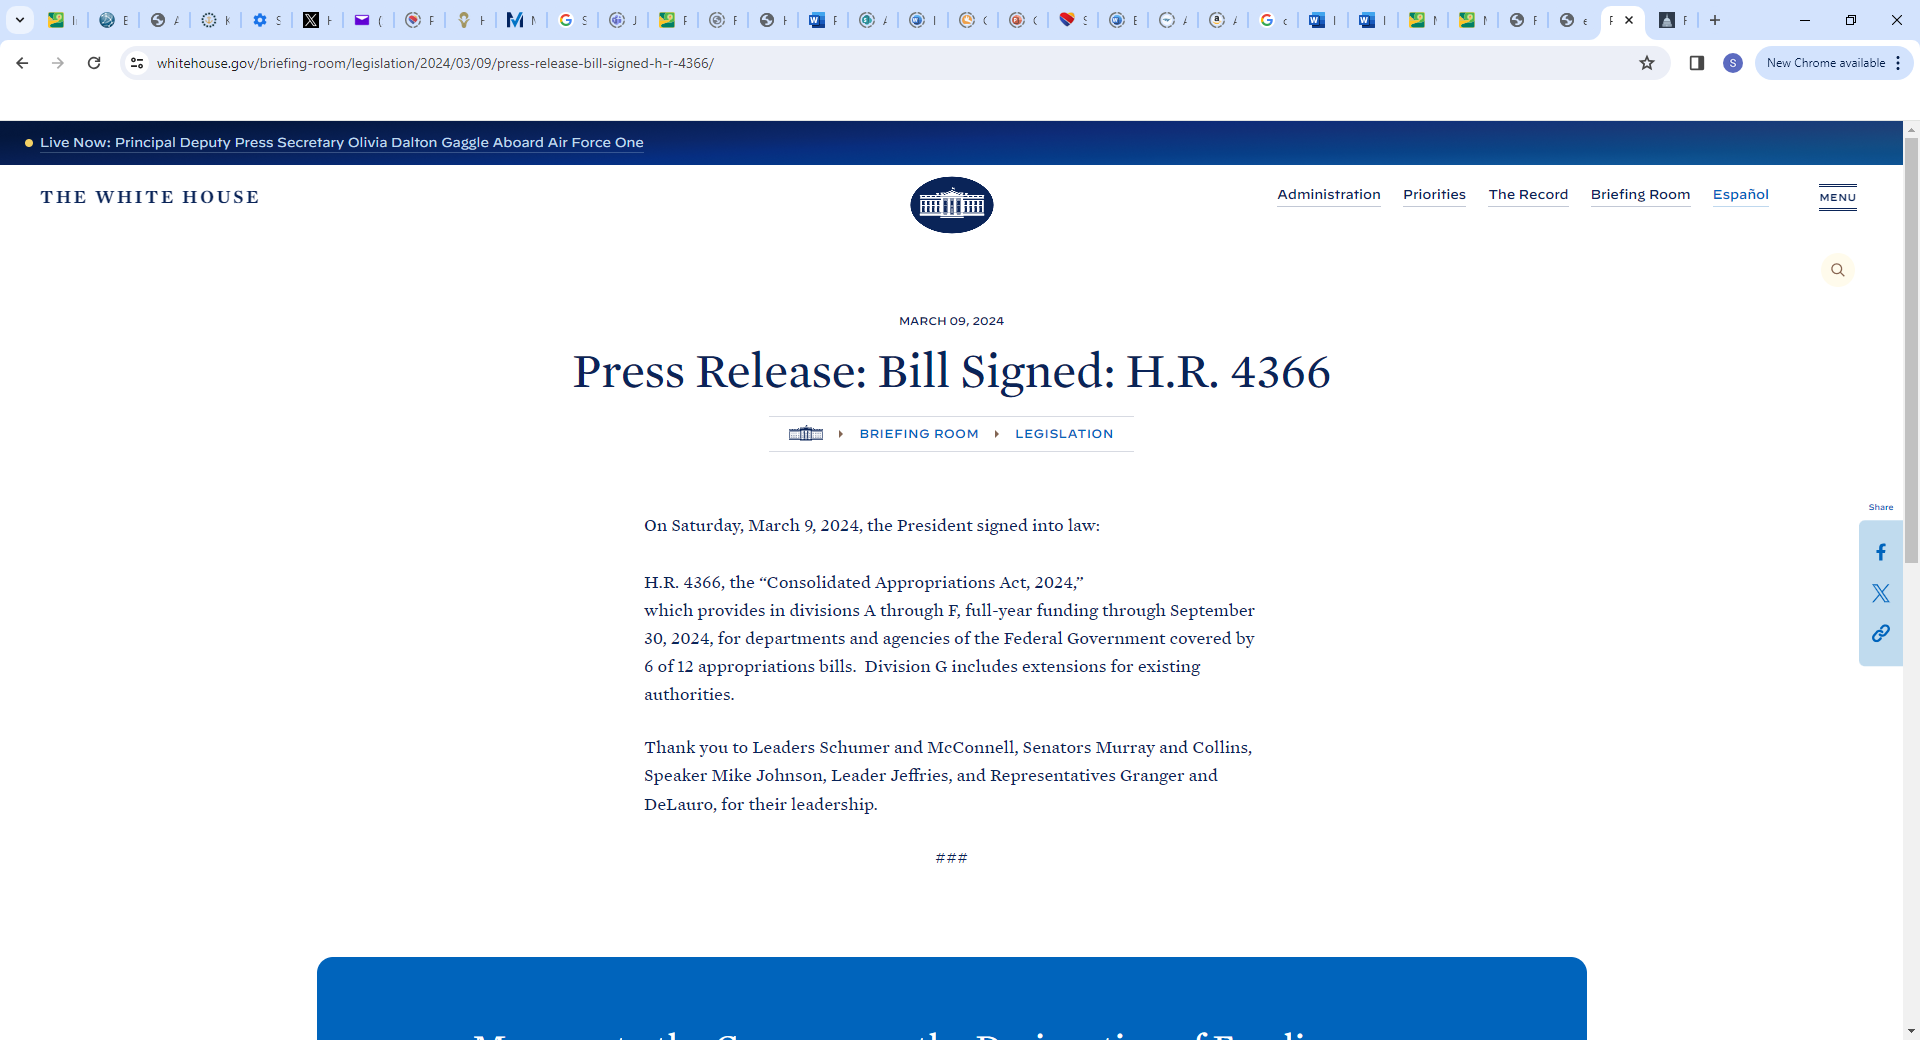 whitehouse.gov/briefing-room/legislation/2024/03/09/press-release-bill-signed-h-r-4366/
S
New Chrome available
Live Now: Principal Deputy Press Secretary Olivia Dalton Gaggle Aboard Air Force One
THE WHITE HOUSE
Administration Priorities The Record Briefing Room Español MENU
MARCH 09, 2024
Press Release: Bill Signed: H.R. 4366
BRIEFING ROOM LEGISLATION
On Saturday, March 9, 2024, the President signed into law:
H.R. 4366, the “Consolidated Appropriations Act, 2024,”
which provides in divisions A through F, full-year funding through September
30, 2024, for departments and agencies of the Federal Government covered by
6 of 12 appropriations bills.  Division G includes extensions for existing
authorities.
Thank you to Leaders Schumer and McConnell, Senators Murray and Collins,
Speaker Mike Johnson, Leader Jeffries, and Representatives Granger and
DeLauro, for their leadership.
###
Share